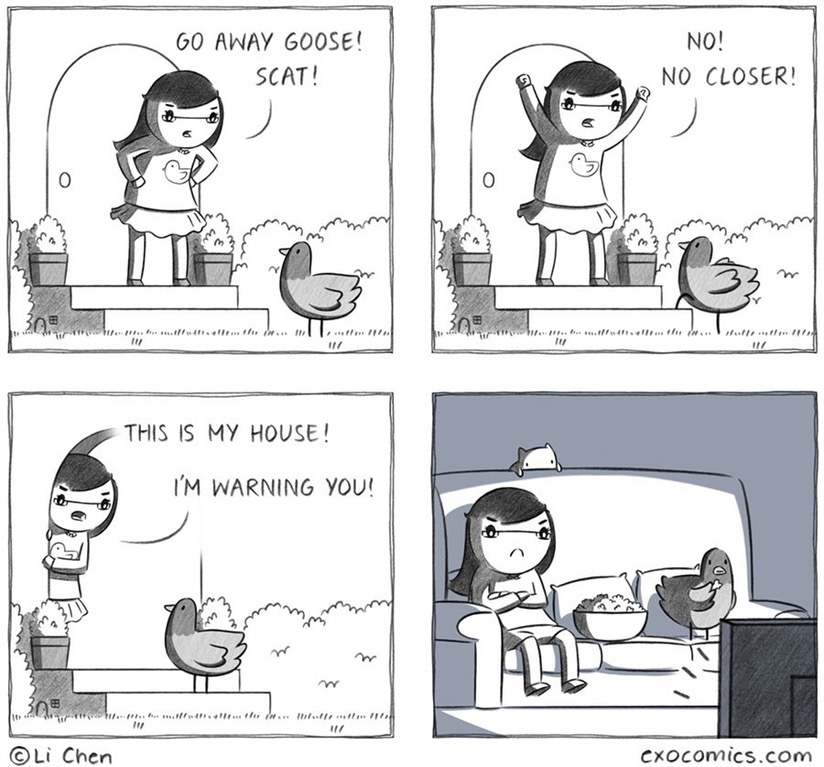 GO AWAY GOOSE!
SCAT!
NO!
NO CLOSER!
THIS IS MY HOUSE!
I'M WARNING YOU!
© Li Chen
exocomics.com